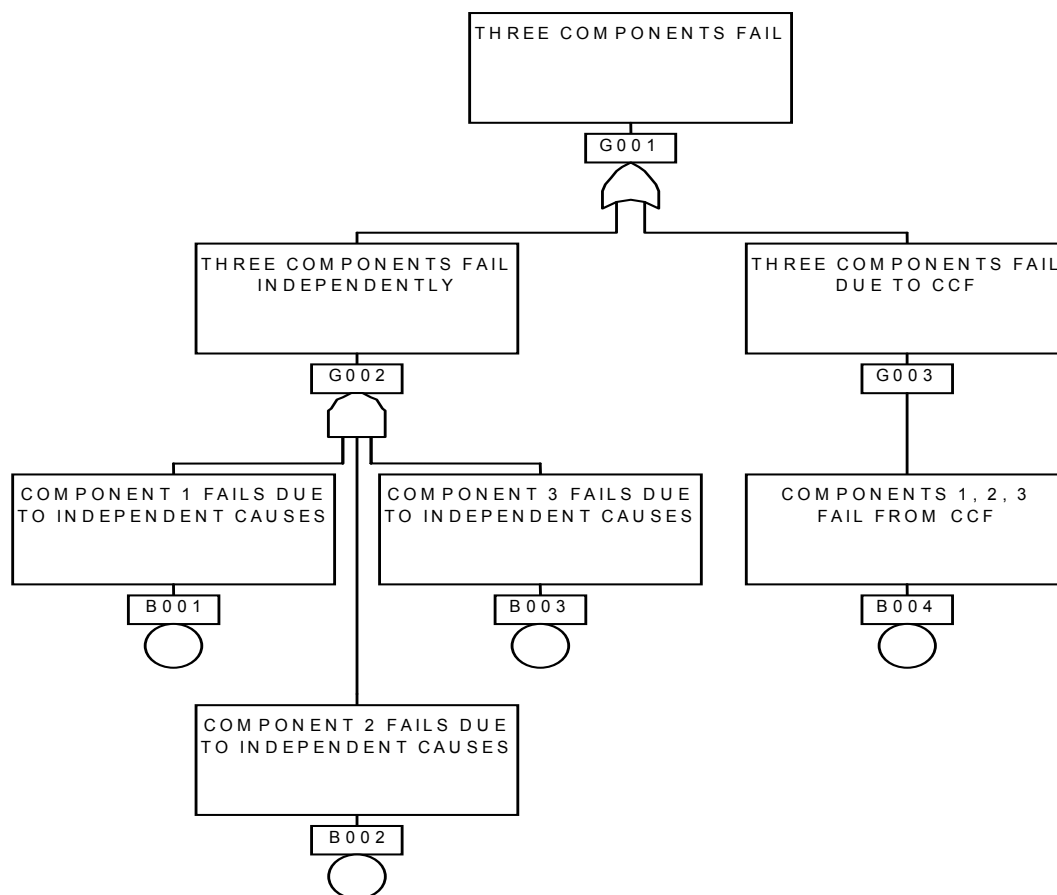 THREE COMPONENTS FAIL
G001
THREE COMPONENTS FAIL
INDEPENDENTLY
THREE COMPONENTS FAIL
DUE TO CCF
G002
G003
COMPONENT 1 FAILS DUE
TO INDEPENDENT CAUSES
COMPONENT 3 FAILS DUE
TO INDEPENDENT CAUSES
COMPONENTS 1, 2, 3
FAIL FROM CCF
B001
B003
B004
COMPONENT 2 FAILS DUE
TO INDEPENDENT CAUSES
B002